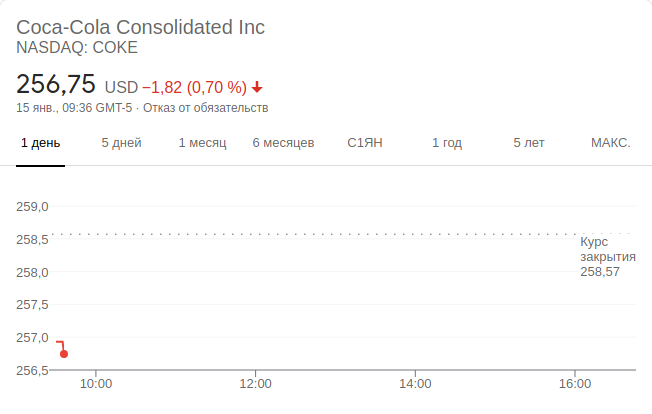 Coca-Cola Consolidated Inc
NASDAQ: COKE
256,75 USD −1,82 (0,70 %)
15 янв., 09:36 GMT-5 · Отказ от обязательств
1 день 5 дней 1 месяц 6 месяцев С1ЯН 1 год 5 лет МАКС.
259,0
258,5
Курс
закрытия
258,57
258,0
257,5
257,0
256,5
10:00 12:00 14:00 16:00